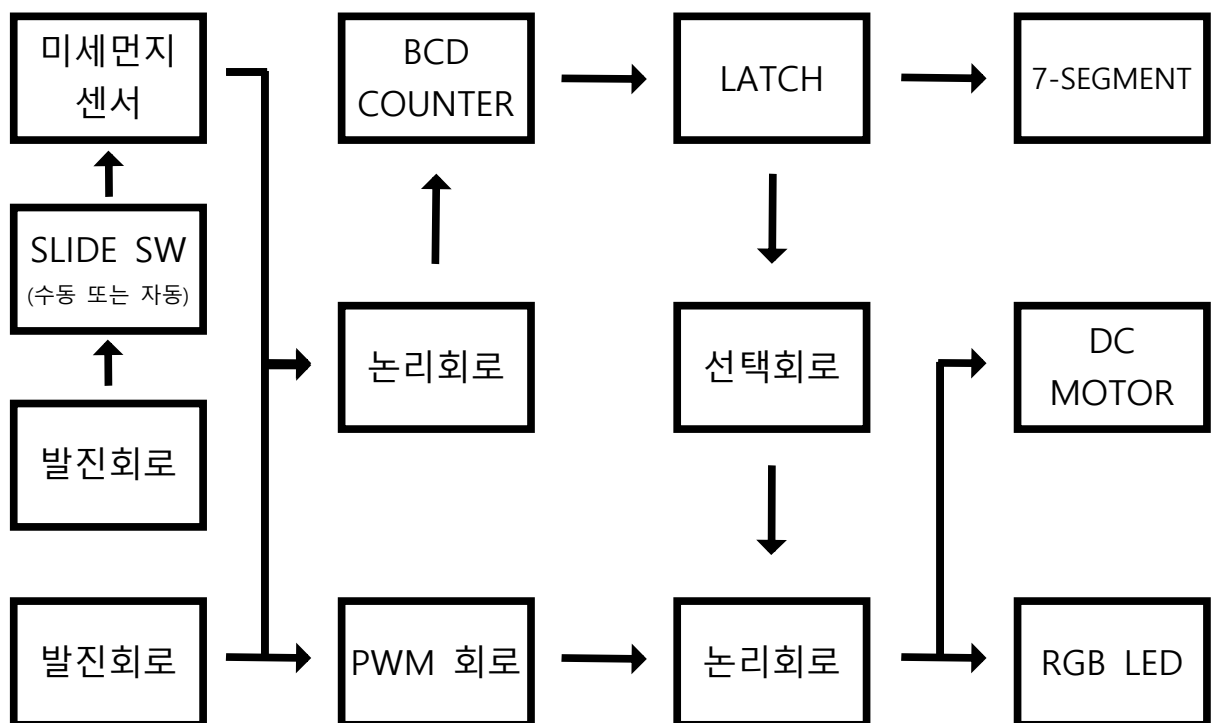 미세먼지
센서
BCD
COUNTER
LATCH
7-SEGMENT
SLIDE SW
(수동 또는 자동)
논리회로
선택회로
DC
MOTOR
발진회로
발진회로
PWM 회로
논리회로
RGB LED